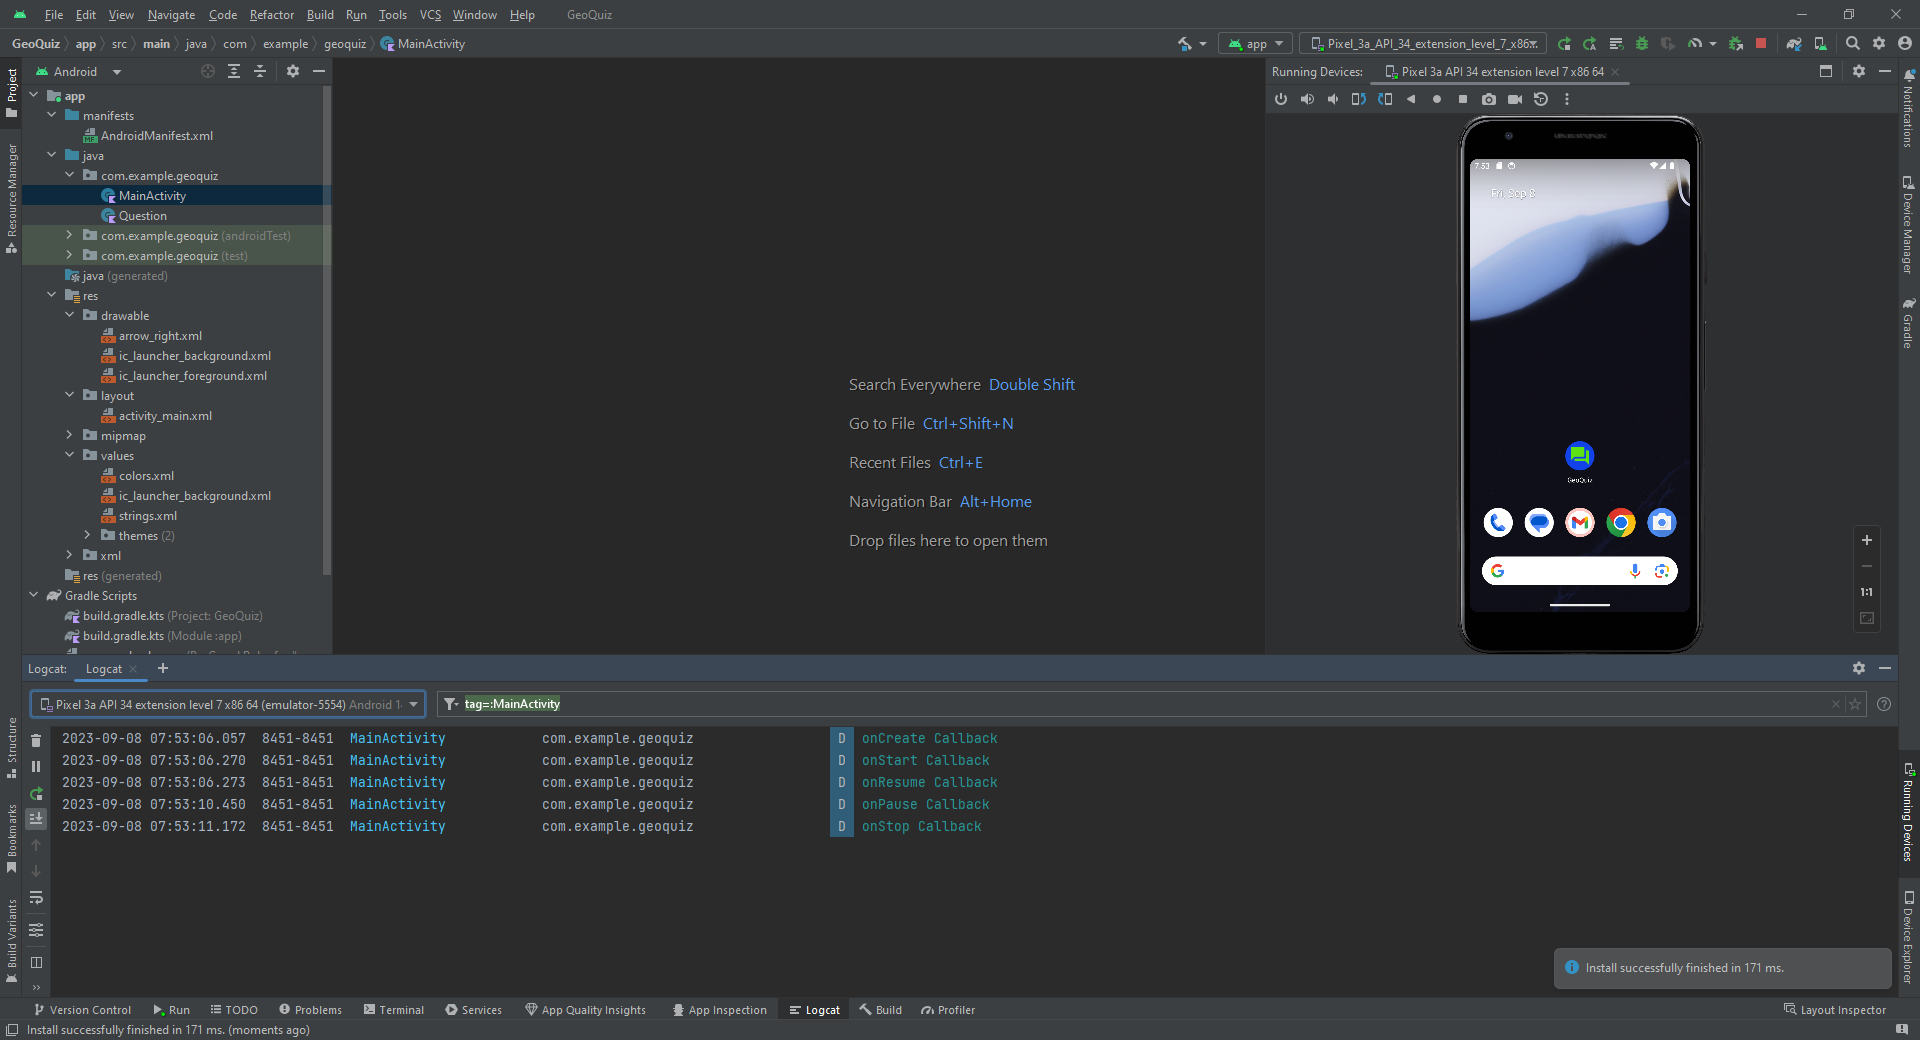 File Edit View Navigate Code Refactor Build Run Tools VCS Window Help GeoQuiz
GeoQuiz app src main java com example geoquiz MainActivity
app
Pixel_3a_API_34_extension_level_7_x86
Android
Running Devices: Pixel 3a API 34 extension level 7 x86 64
Project
Resource Manager
Structure
Bookmarks
Build Variants
app
manifests
AndroidManifest.xml
java
com.example.geoquiz
MainActivity
Question
com.example.geoquiz (androidTest)
com.example.geoquiz (test)
java (generated)
res
drawable
arrow_right.xml
ic_launcher_background.xml
ic_launcher_foreground.xml
layout
activity_main.xml
mipmap
values
colors.xml
ic_launcher_background.xml
strings.xml
themes (2)
xml
res (generated)
Gradle Scripts
build.gradle.kts (Project: GeoQuiz)
build.gradle.kts (Module :app)
Search Everywhere Double Shift
Go to File Ctrl+Shift+N
Recent Files Ctrl+E
Navigation Bar Alt+Home
Drop files here to open them
7:53
Fri, Sep 8
GeoQuiz
1:1
Notifications
Device Manager
Gradle
Running Devices
Device Explorer
Logcat: Logcat
Pixel 3a API 34 extension level 7 x86 64 (emulator-5554) Android 1
tag=:MainActivity
2023-09-08 07:53:06.057 8451-8451 MainActivity com.example.geoquiz D onCreate Callback
2023-09-08 07:53:06.270 8451-8451 MainActivity com.example.geoquiz D onStart Callback
2023-09-08 07:53:06.273 8451-8451 MainActivity com.example.geoquiz D onResume Callback
2023-09-08 07:53:10.450 8451-8451 MainActivity com.example.geoquiz D onPause Callback
2023-09-08 07:53:11.172 8451-8451 MainActivity com.example.geoquiz D onStop Callback
Install successfully finished in 171 ms.
Version Control Run TODO Problems Terminal Services App Quality Insights App Inspection Logcat Build Profiler Layout Inspector
Install successfully finished in 171 ms. (moments ago)